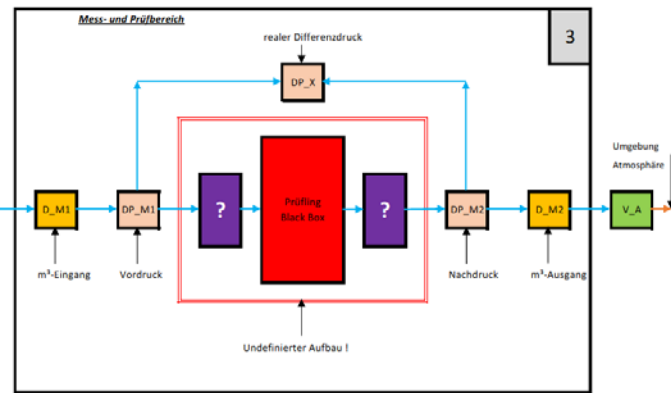 Mess- und Prüfbereich
3
realer Differenzdruck
DP_X
Umgebung
Atmosphäre
D_M1
DP_M1
?
Prüfling
Black Box
?
DP_M2
D_M2
V_A
m³-Eingang
Vordruck
Nachdruck
m³-Ausgang
Undefinierter Aufbau !